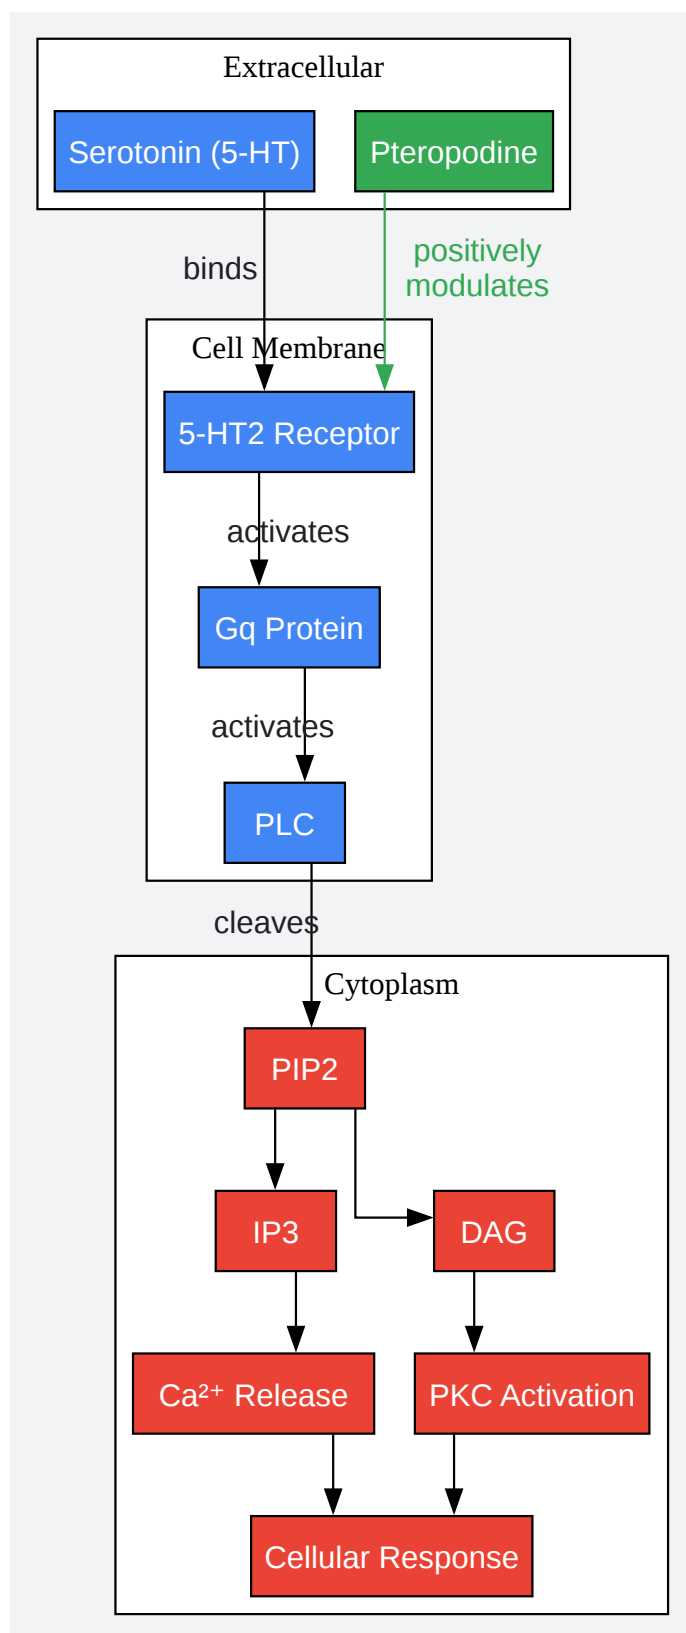 Extracellular
Serotonin (5-HT)
Pteropodine
binds
positively
modulates
Cell Membrane
5-HT2 Receptor
activates
Gq Protein
activates
PLC
cleaves
Cytoplasm
PIP2
IP3
DAG
Ca²⁺ Release
PKC Activation
Cellular Response